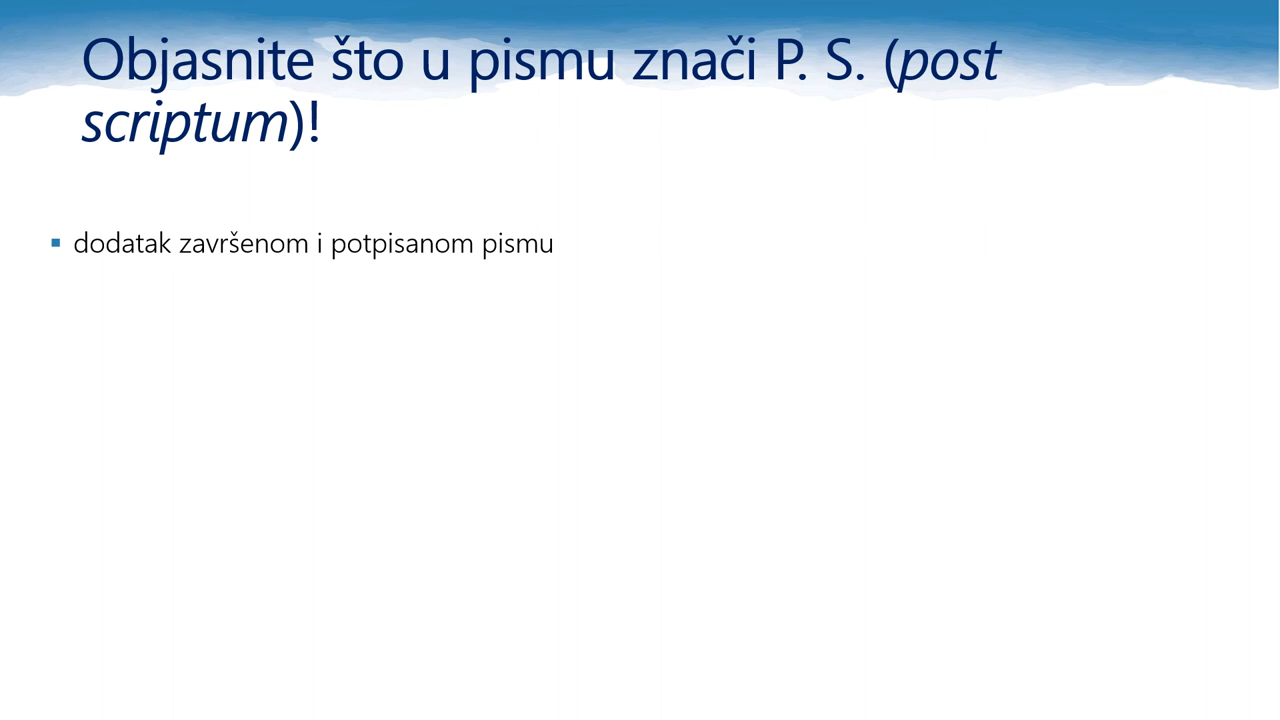 Objasnite što u pismu znači P. S. (post
scriptum)!
▪ dodatak završenom i potpisanom pismu